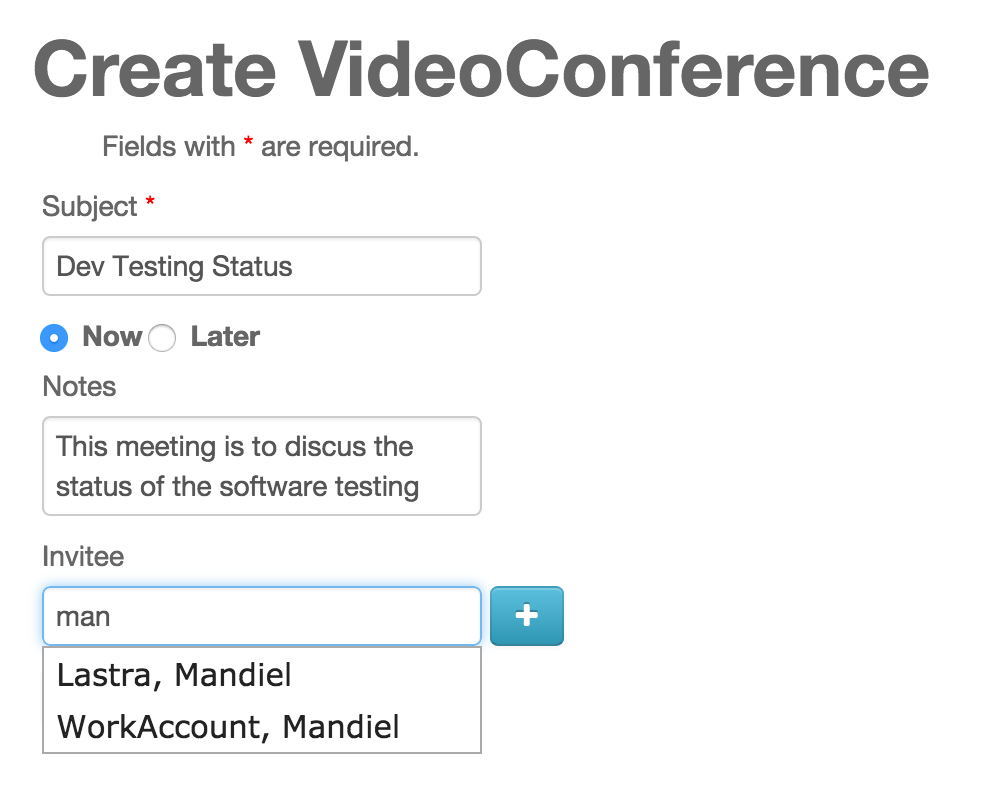 Create VideoConference
Fields with * are required.
Subject *
Dev Testing Status
Now Later
Notes
This meeting is to discus the
status of the software testing
Invitee
man
+
Lastra, Mandiel
WorkAccount, Mandiel